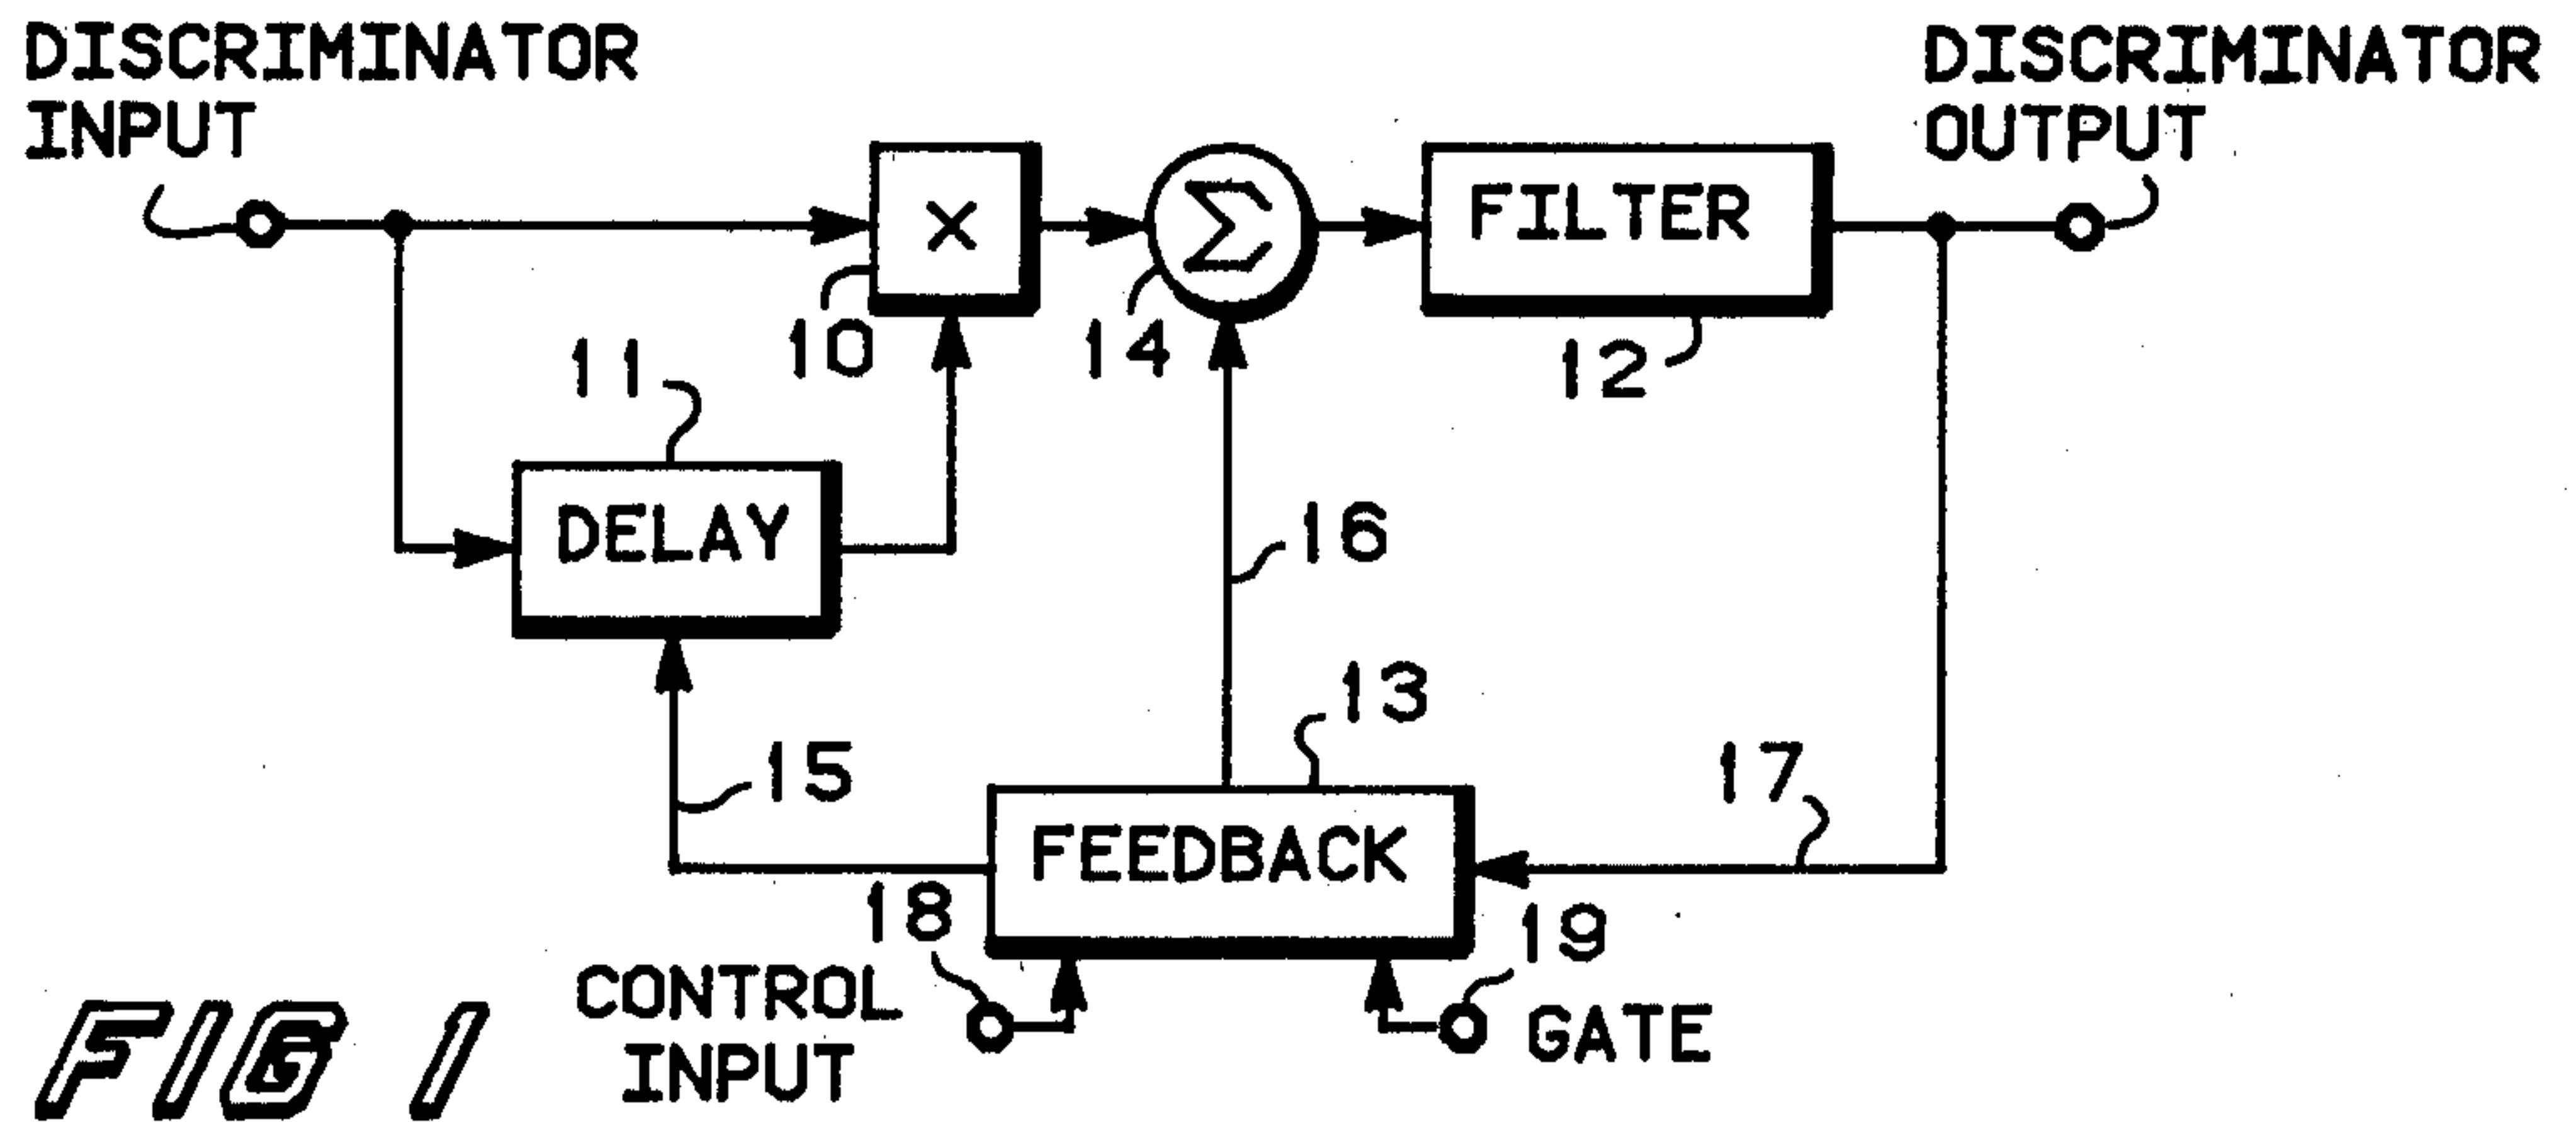 DISCRIMINATOR
INPUT
DISCRIMINATOR
OUTPUT
×
Σ
FILTER
10
14
12
11
DELAY
16
13
15
17
FEEDBACK
18
19
CONTROL
INPUT
GATE
FIG 1